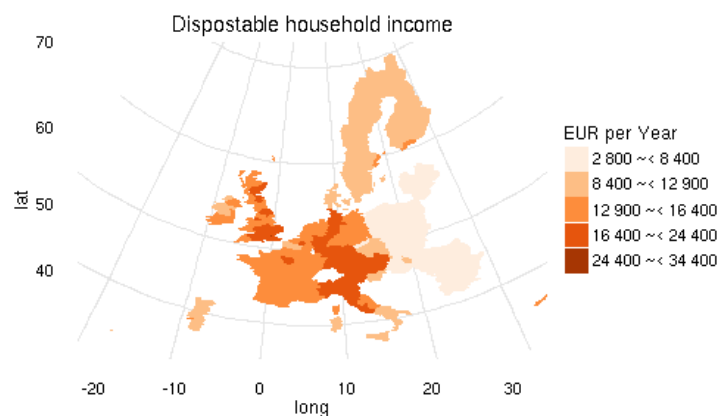 Dispostable household income
70
60
50
40
lat
-20
-10
0
10
20
30
long
EUR per Year
2 800 ~< 8 400
8 400 ~< 12 900
12 900 ~< 16 400
16 400 ~< 24 400
24 400 ~< 34 400